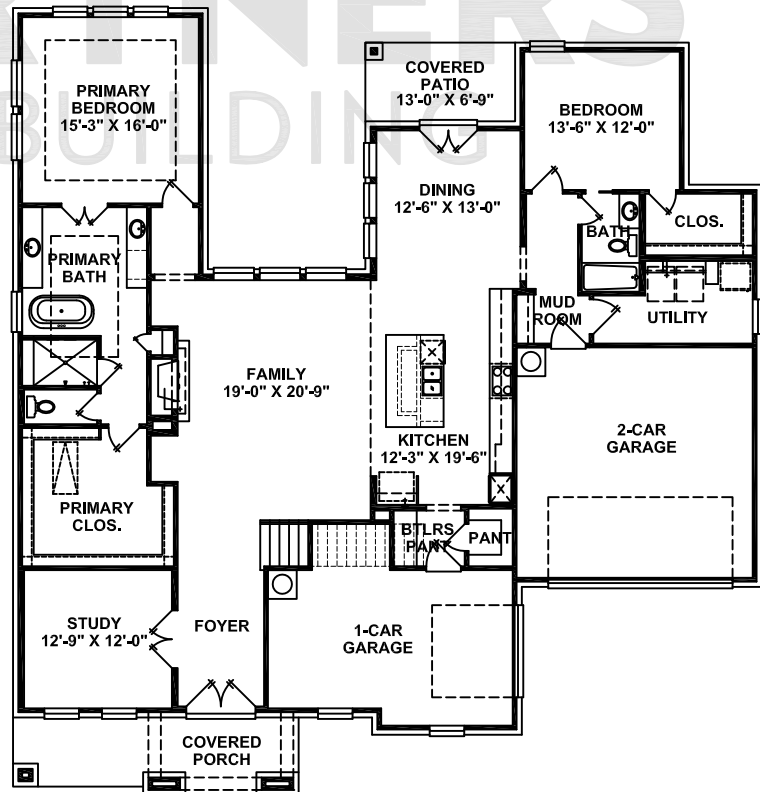 BUILDING
PRIMARY
BEDROOM
15'-3" X 16'-0"
COVERED
PATIO
13'-0" X 6'-9"
BEDROOM
13'-6" X 12'-0"
DINING
12'-6" X 13'-0"
BATH
CLOS.
PRIMARY
BATH
MUD
ROOM
UTILITY
FAMILY
19'-0" X 20'-9"
KITCHEN
12'-3" X 19'-6"
2-CAR
GARAGE
PRIMARY
CLOS.
BTLRS
PANT
PANT
STUDY
12'-9" X 12'-0"
FOYER
1-CAR
GARAGE
COVERED
PORCH